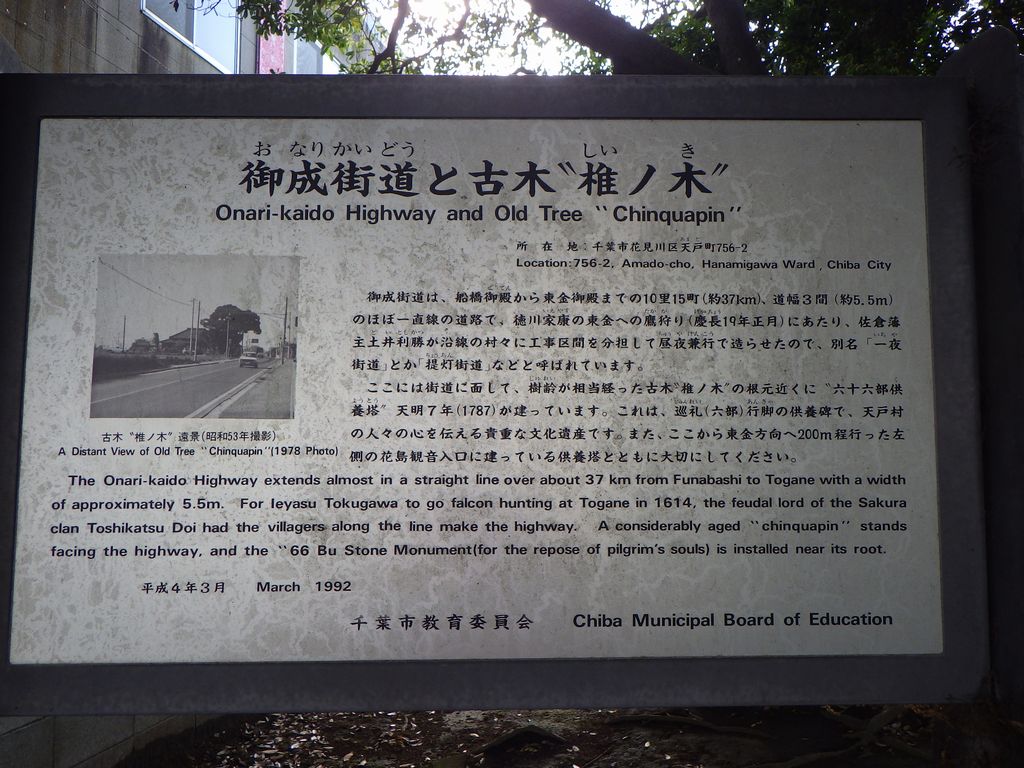 おなりかいどう しい き
御成街道と古木〝椎ノ木〟
Onari-kaido Highway and Old Tree "Chinquapin"
所在地:千葉市花見川区天戸町756-2
Location:756-2, Amado-cho, Hanamigawa Ward, Chiba City
御成街道は、船橋御殿から東金御殿までの10里15町(約37km)、道幅3間(約5.5m)
のほぼ一直線の道路で、徳川家康の東金への鷹狩り(慶長19年正月)にあたり、佐倉藩
主土井利勝が沿線の村々に工事区間を分担して昼夜兼行で造らせたので、別名「一夜
街道」とか「提灯街道」などと呼ばれています。
ここには街道に面して、樹齢が相当経った古木〝椎ノ木〟の根元近くに〝六十六部供
養塔〟天明7年(1787)が建っています。これは、巡礼(六部)行脚の供養碑で、天戸村
の人々の心を伝える貴重な文化遺産です。また、ここから東金方向へ200m程行った左
側の花島観音入口に建っている供養塔とともに大切にしてください。
古木〝椎ノ木〟遠景(昭和53年撮影)
A Distant View of Old Tree "Chinquapin"(1978 Photo)
The Onari-kaido Highway extends almost in a straight line over about 37 km from Funabashi to Togane with a width
of approximately 5.5m. For Ieyasu Tokugawa to go falcon hunting at Togane in 1614, the feudal lord of the Sakura
clan Toshikatsu Doi had the villagers along the line make the highway. A considerably aged "chinquapin" stands
facing the highway, and the "66 Bu Stone Monument(for the repose of pilgrim's souls) is installed near its root.
平成4年3月 March 1992
千葉市教育委員会 Chiba Municipal Board of Education